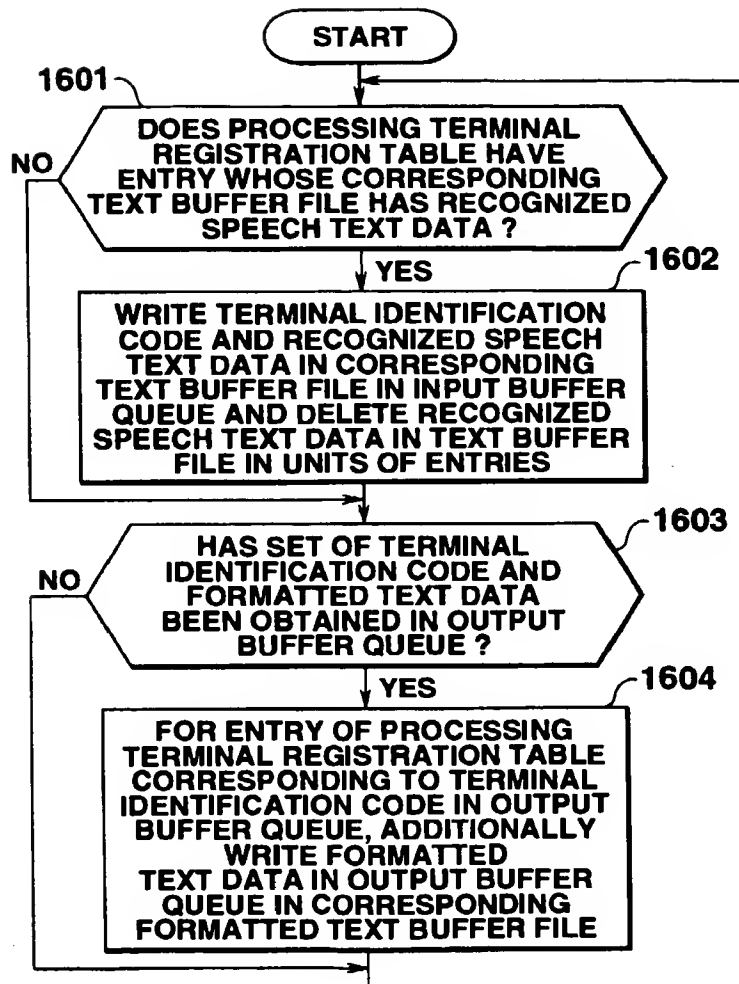 START
1601
DOES PROCESSING TERMINAL
REGISTRATION TABLE HAVE
ENTRY WHOSE CORRESPONDING
TEXT BUFFER FILE HAS RECOGNIZED
SPEECH TEXT DATA ?
NO
YES
1602
WRITE TERMINAL IDENTIFICATION
CODE AND RECOGNIZED SPEECH
TEXT DATA IN CORRESPONDING
TEXT BUFFER FILE IN INPUT BUFFER
QUEUE AND DELETE RECOGNIZED
SPEECH TEXT DATA IN TEXT BUFFER
FILE IN UNITS OF ENTRIES
1603
HAS SET OF TERMINAL
IDENTIFICATION CODE AND
FORMATTED TEXT DATA
BEEN OBTAINED IN OUTPUT
BUFFER QUEUE ?
NO
YES
1604
FOR ENTRY OF PROCESSING
TERMINAL REGISTRATION TABLE
CORRESPONDING TO TERMINAL
IDENTIFICATION CODE IN OUTPUT
BUFFER QUEUE, ADDITIONALLY
WRITE FORMATTED
TEXT DATA IN OUTPUT BUFFER
QUEUE IN CORRESPONDING
FORMATTED TEXT BUFFER FILE